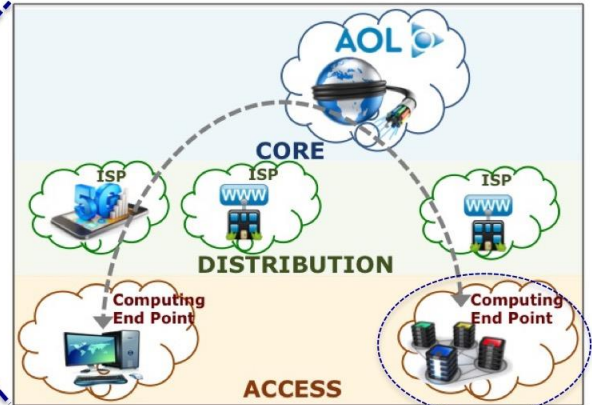 AOL
CORE
ISP
5G
ISP
WWW
ISP
WWW
DISTRIBUTION
Computing
End Point
Computing
End Point
ACCESS